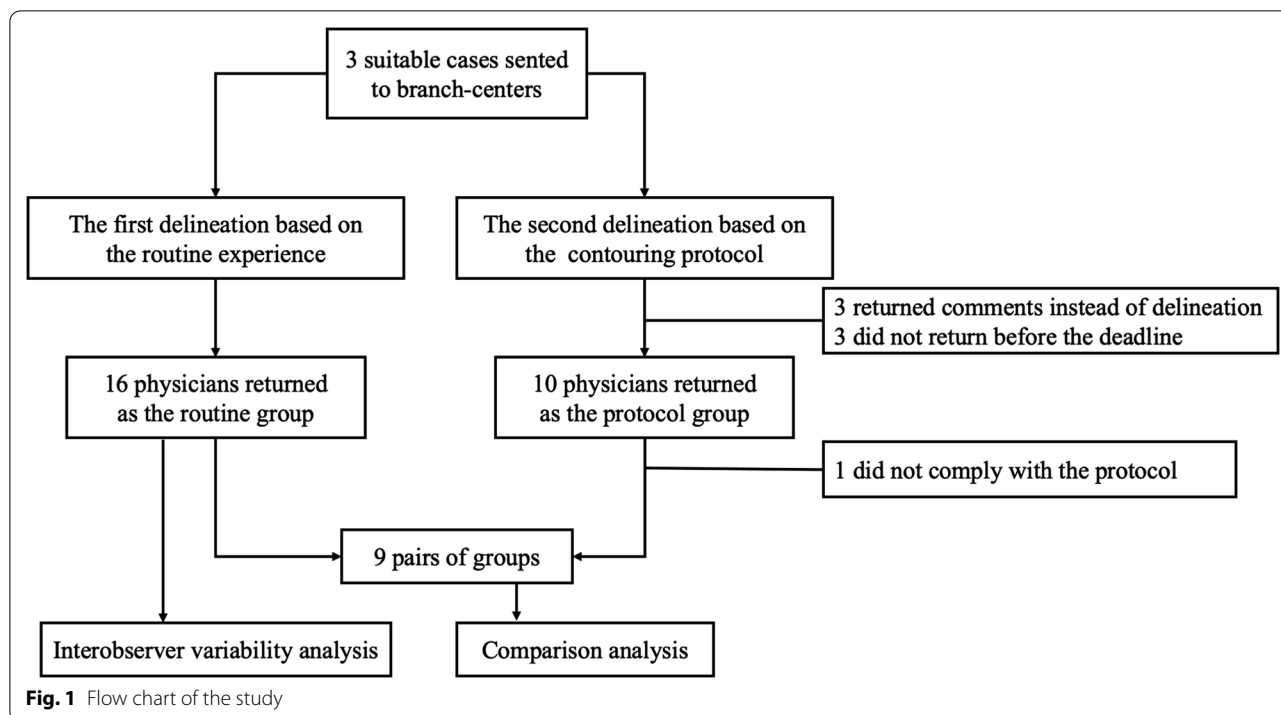 3 suitable cases sented
to branch-centers
The first delineation based on
the routine experience
The second delineation based on
the contouring protocol
3 returned comments instead of delineation
3 did not return before the deadline
16 physicians returned
as the routine group
10 physicians returned
as the protocol group
1 did not comply with the protocol
9 pairs of groups
Interobserver variability analysis
Comparison analysis
Fig. 1 Flow chart of the study